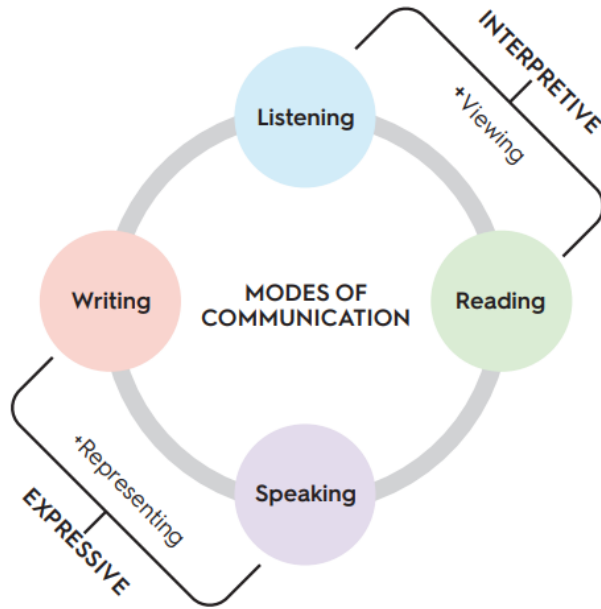 INTERPRETIVE
+Viewing
Listening
Writing
MODES OF
COMMUNICATION
Reading
+Representing
EXPRESSIVE
Speaking